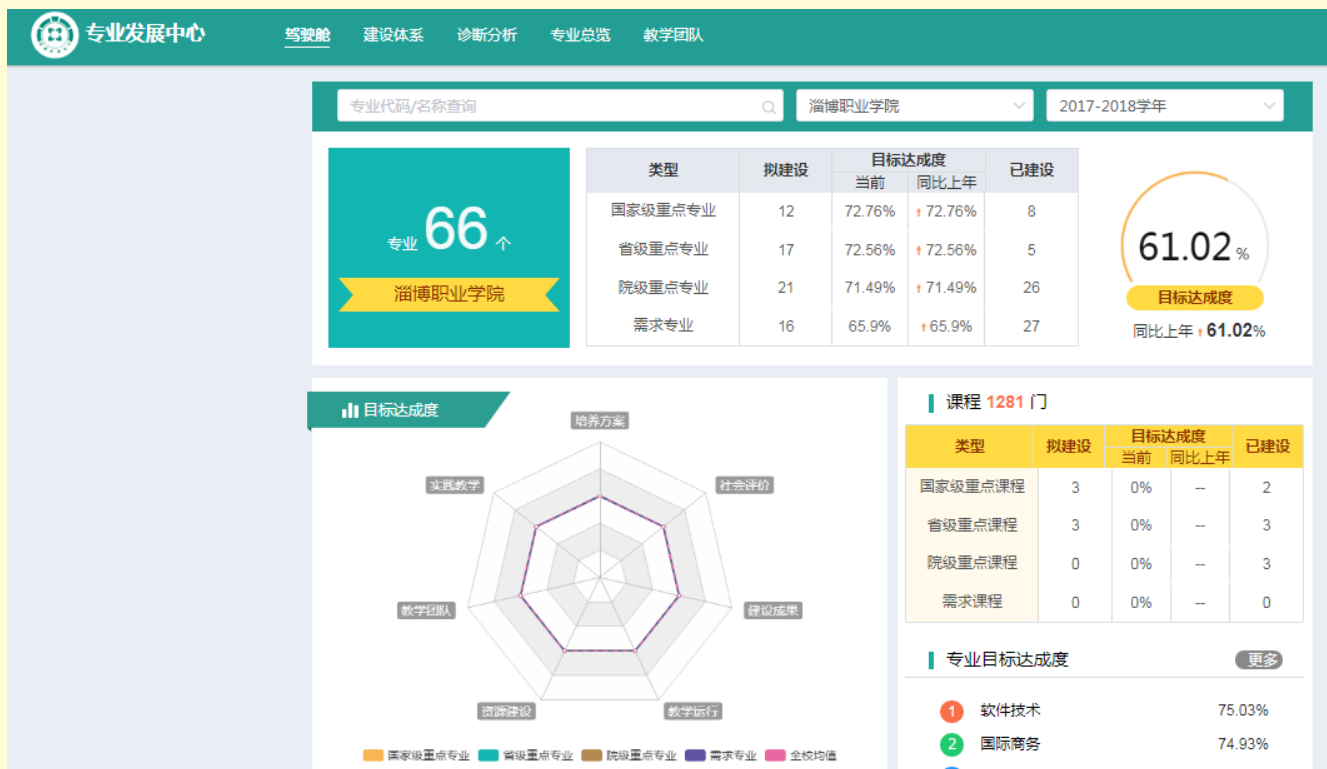 专业发展中心 驾驶舱 建设体系 诊断分析 专业总览 教学团队
专业代码/名称查询 淄博职业学院 2017-2018学年
专业 66 个
淄博职业学院
类型 拟建设 目标达成度 已建设
当前 同比上年
国家级重点专业 12 72.76% 72.76% 8
省级重点专业 17 72.56% 72.56% 5
院级重点专业 21 71.49% 71.49% 26
需求专业 16 65.9% 65.9% 27
61.02 %
目标达成度
同比上年 61.02%
目标达成度
培养方案
实践教学 社会评价
教学团队 建设成果
资源建设 教学运行
国家级重点专业 省级重点专业 院级重点专业 需求专业 全校均值
课程 1281 门
类型 拟建设 目标达成度 已建设
当前 同比上年
国家级重点课程 3 0% -- 2
省级重点课程 3 0% -- 3
院级重点课程 0 0% -- 3
需求课程 0 0% -- 0
专业目标达成度 更多
1 软件技术 75.03%
2 国际商务 74.93%